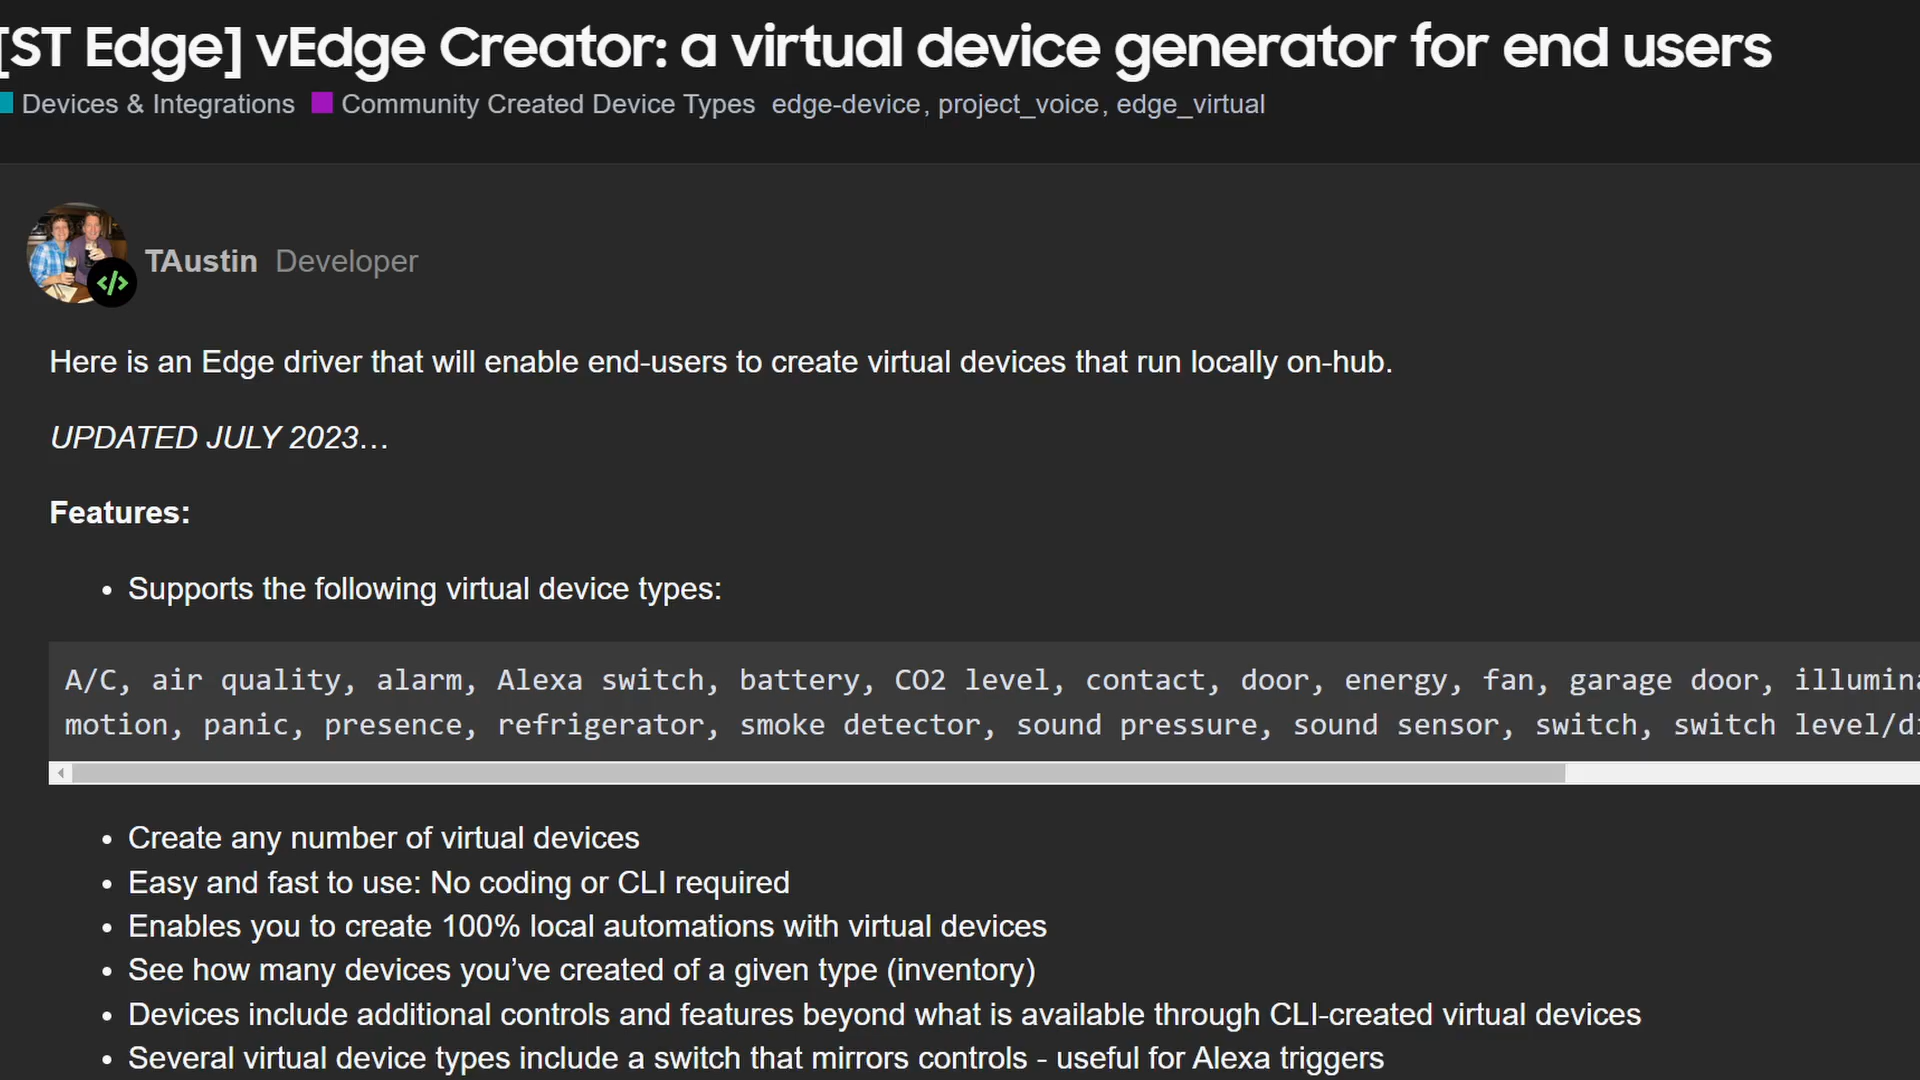 [ST Edge] vEdge Creator: a virtual device generator for end users
Devices & Integrations Community Created Device Types edge-device, project_voice, edge_virtual
</>
TAustin Developer
Here is an Edge driver that will enable end-users to create virtual devices that run locally on-hub.
UPDATED JULY 2023…
Features:
• Supports the following virtual device types:
A/C, air quality, alarm, Alexa switch, battery, CO2 level, contact, door, energy, fan, garage door,
motion, panic, presence, refrigerator, smoke detector, sound pressure, sound sensor, switch, switch
• Create any number of virtual devices
• Easy and fast to use: No coding or CLI required
• Enables you to create 100% local automations with virtual devices
• See how many devices you’ve created of a given type (inventory)
• Devices include additional controls and features beyond what is available through CLI-created virtual devices
• Several virtual device types include a switch that mirrors controls - useful for Alexa triggers